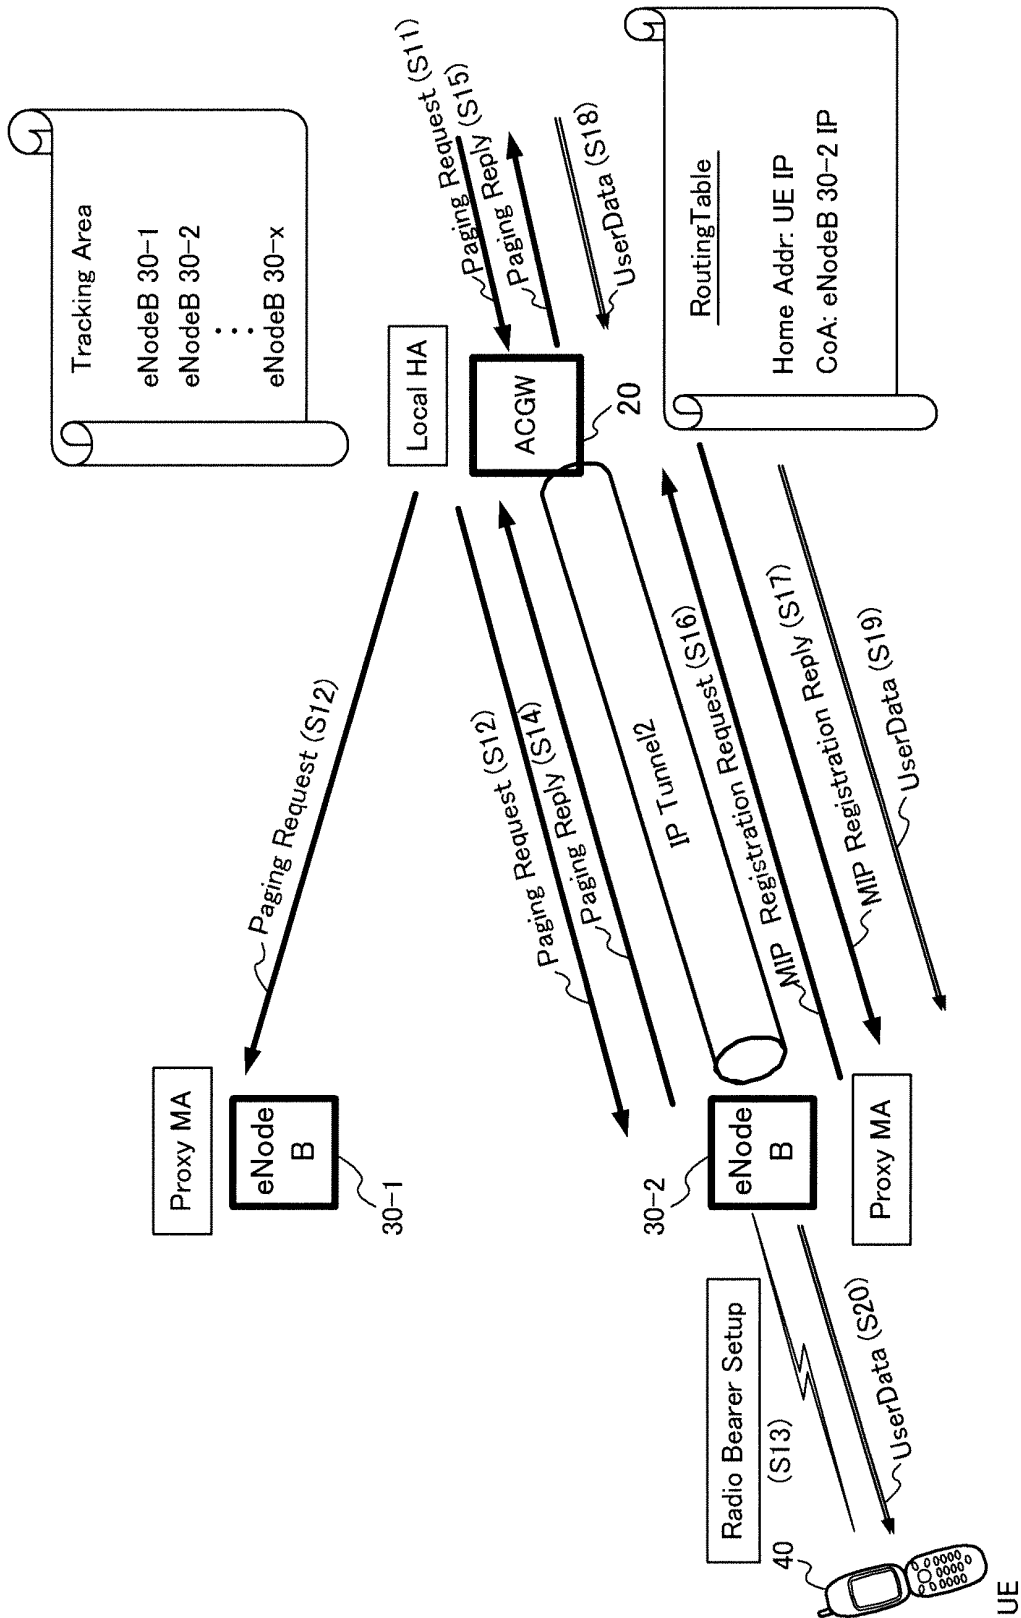 Tracking Area
eNodeB 30-1
eNodeB 30-2
⋮
eNodeB 30-x
Proxy MA
eNode
B
30-1
Paging Request (S12)
Local HA
ACGW
20
Paging Request (S11)
Paging Reply (S15)
UserData (S18)
Paging Request (S12)
Paging Reply (S14)
IP Tunnel2
MIP Registration Request (S16)
MIP Registration Reply (S17)
UserData (S19)
RoutingTable
Home Addr: UE IP
CoA: eNodeB 30-2 IP
30-2
eNode
B
Proxy MA
Radio Bearer Setup
(S13)
UserData (S20)
40
UE